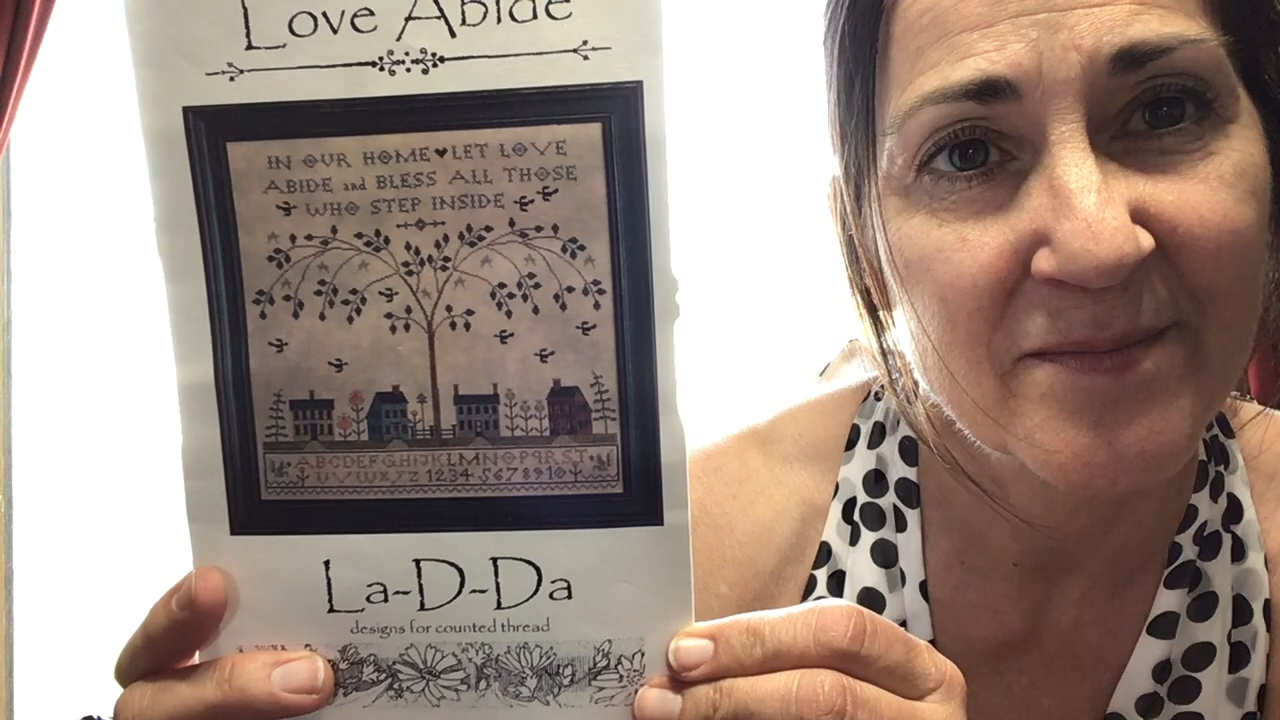 Love Abide
IN OUR HOME♥LET LOVE
ABIDE and BLESS ALL THOSE
WHO STEP INSIDE
ABCDEFGHIJKLMNOPQRST
UVWXYZ 12345678910
La-D-Da
designs for counted thread